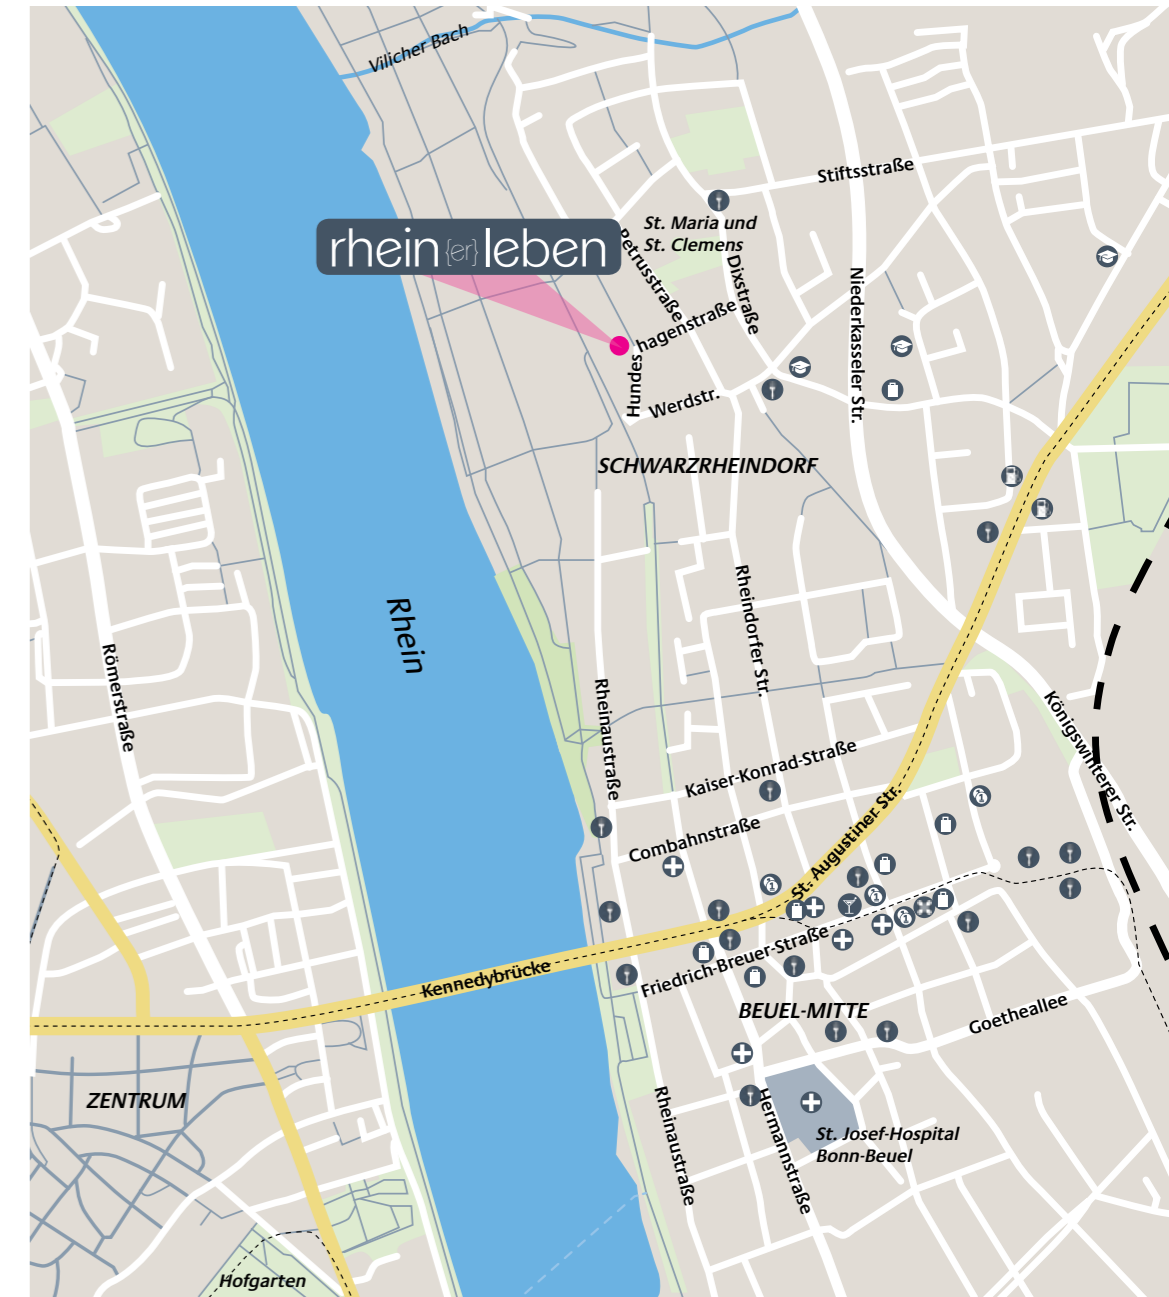 Vilicher Bach
Stiftsstraße
St. Maria und
St. Clemens
rhein{er}leben
Petrusstraße
Dixstraße
Niederkasseler Str.
hagenstraße
Hundes
Werdstr.
SCHWARZRHEINDORF
Rhein
Rheindorfer Str.
Römerstraße
Rheinaustraße
Königswinterer Str.
Kaiser-Konrad-Straße
Combahnstraße
St. Augustiner Str.
Friedrich-Breuer-Straße
Kennedybrücke
BEUEL-MITTE
Goetheallee
ZENTRUM
Rheinaustraße
Hermannstraße
St. Josef-Hospital
Bonn-Beuel
Hofgarten